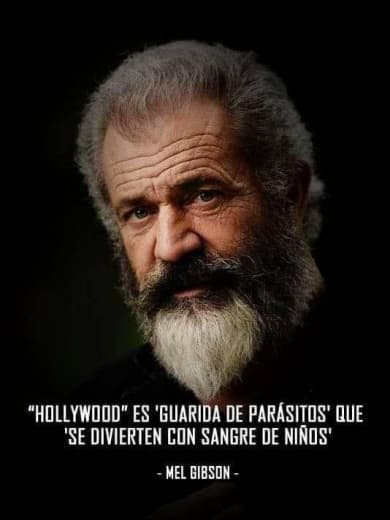 “HOLLYWOOD” ES 'GUARIDA DE PARÁSITOS' QUE
'SE DIVIERTEN CON SANGRE DE NIÑOS'
- MEL GIBSON -